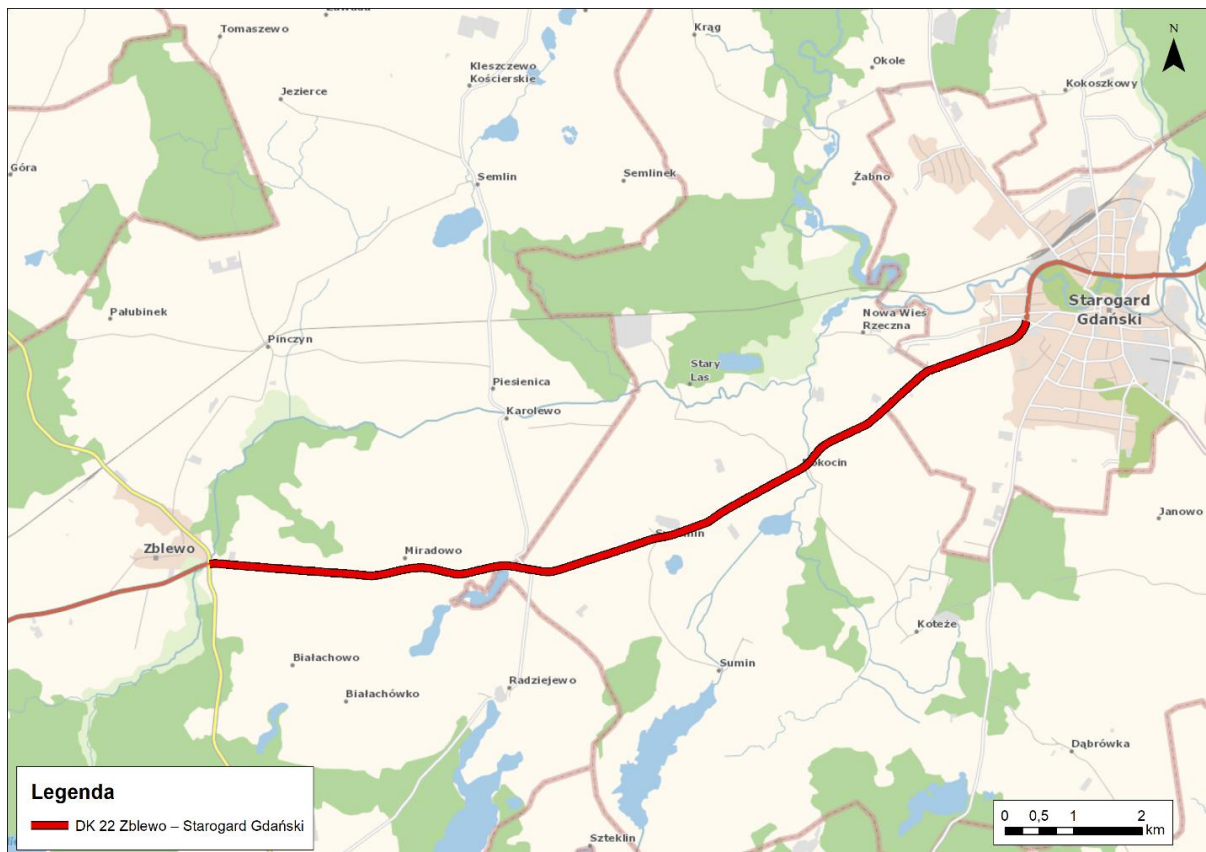 Tomaszewo
Krąg
Kleszczewo
Kościerskie
Okole
Kokoszkowy
N
Jezierce
Góra
Semlin
Semlinek
Żabno
Starogard
Gdański
Pałubinek
Pinczyn
Nowa Wieś
Rzeczna
Stary
Las
Piesienica
Karolewo
Janowo
Zblewo
Miradowo
Koteże
Białachowo
Sumin
Radziejewo
Białachówko
Dąbrówka
Szteklin
Legenda
DK 22 Zblewo – Starogard Gdański
0 0,5 1 2
km